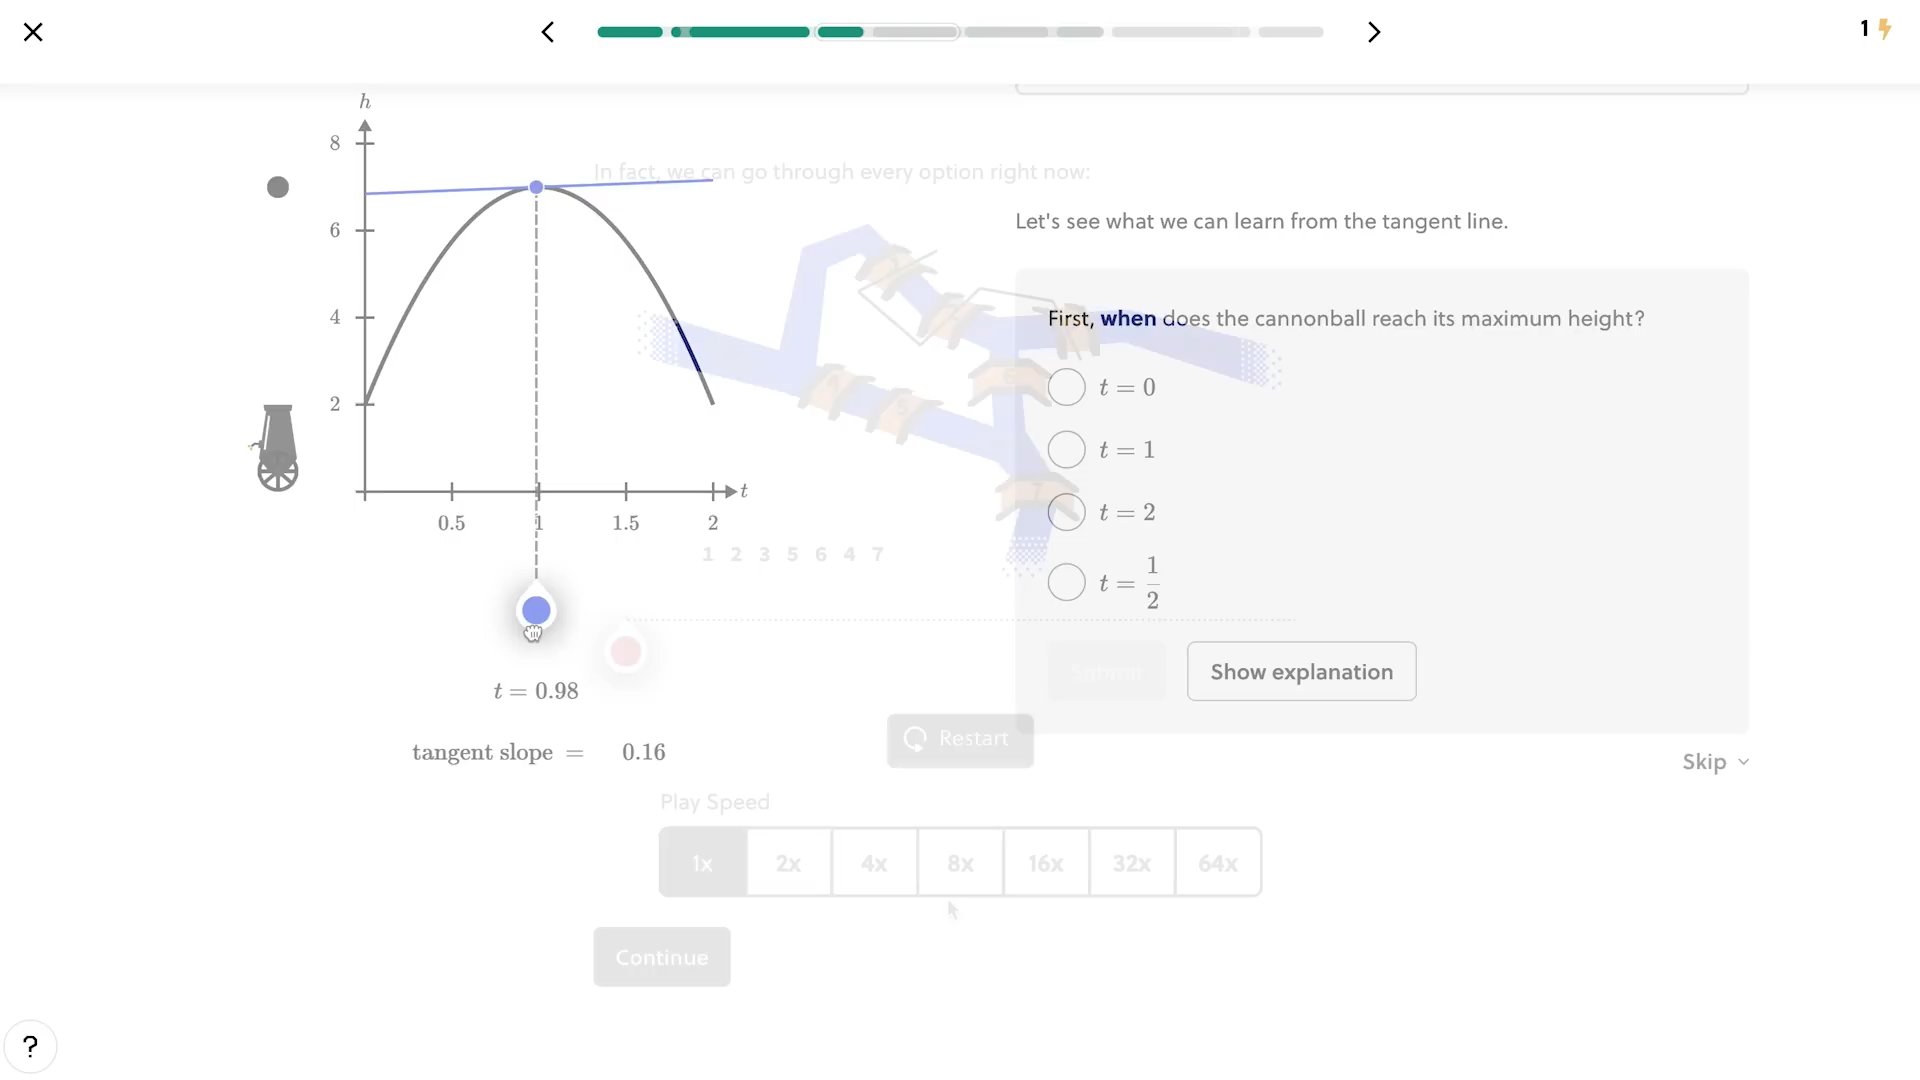 1
h
8
6
4
2
0.5
1
1.5
2
t
t = 0.98
tangent slope = 0.16
In fact, we can go through every option right now:
Let's see what we can learn from the tangent line.
First, when does the cannonball reach its maximum height?
t = 0
t = 1
t = 2
t = 1/2
5
7
1 2 3 5 6 4 7
Submit
Show explanation
Restart
Skip
Play Speed
1x 2x 4x 8x 16x 32x 64x
Continue
?